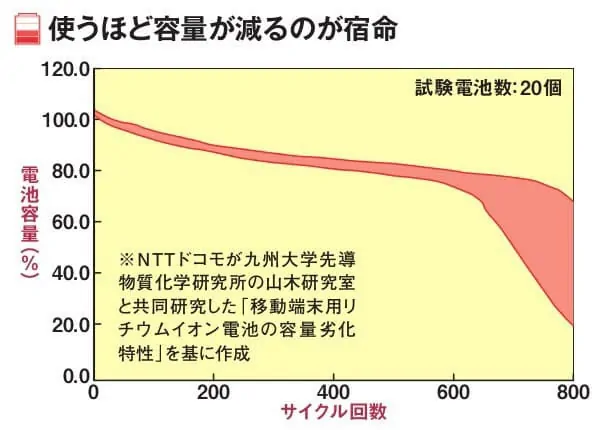 使うほど容量が減るのが宿命
120.0
試験電池数：20個
100.0
80.0
60.0
40.0
20.0
0.0
電池容量（%）
※NTTドコモが九州大学先導
物質化学研究所の山木研究室
と共同研究した「移動端末用リ
チウムイオン電池の容量劣化
特性」を基に作成
0 200 400 600 800
サイクル回数